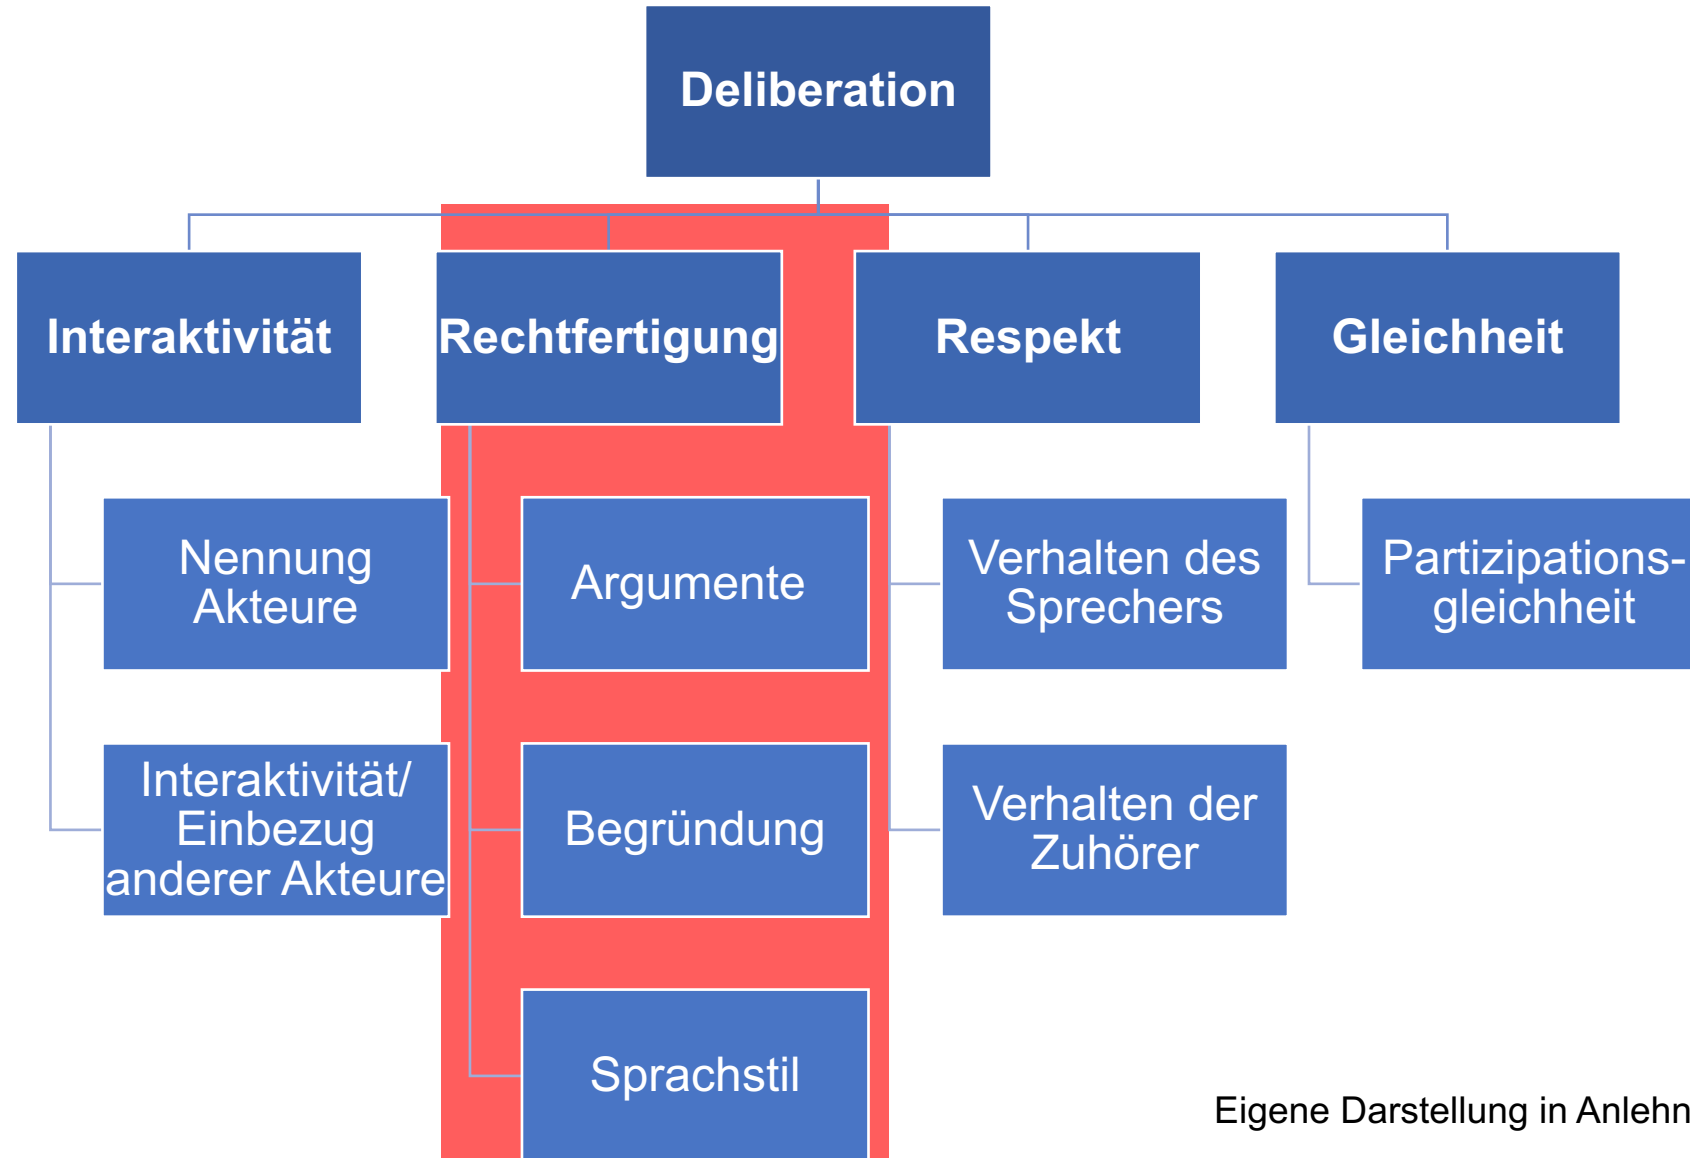 Deliberation
Interaktivität
Rechtfertigung
Respekt
Gleichheit
Nennung
Akteure
Argumente
Verhalten des
Sprechers
Partizipations-
gleichheit
Interaktivität/
Einbezug
anderer Akteure
Begründung
Verhalten der
Zuhörer
Sprachstil
Eigene Darstellung in Anlehn